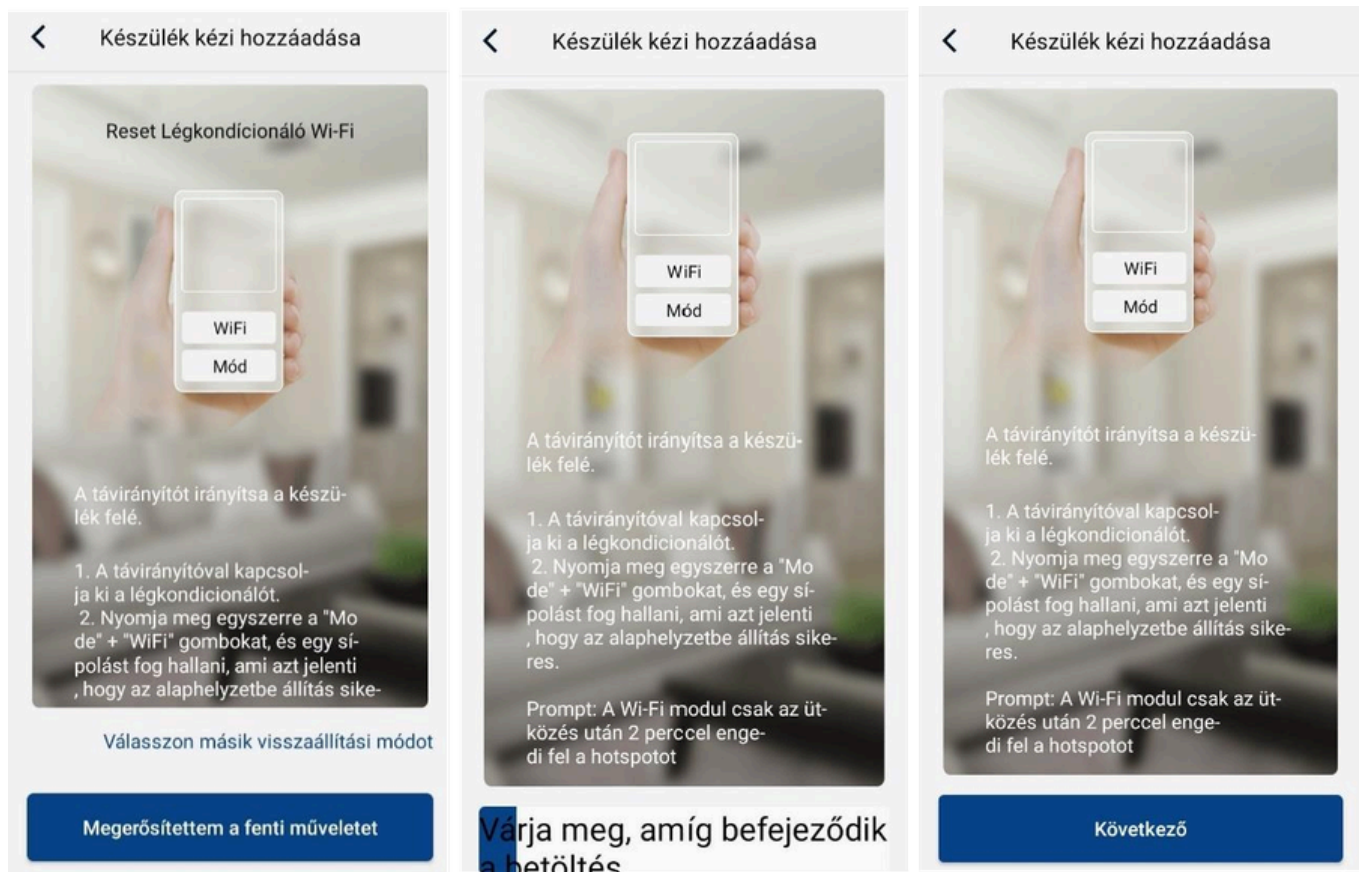 Készülék kézi hozzáadása
Reset Légkondícionáló Wi-Fi
WiFi
Mód
A távirányítót irányítsa a készü-
lék felé.
1. A távirányítóval kapcsol-
ja ki a légkondicionálót.
2. Nyomja meg egyszerre a "Mo
de" + "WiFi" gombokat, és egy sí-
polást fog hallani, ami azt jelenti
, hogy az alaphelyzetbe állítás sike-
Válasszon másik visszaállítási módot
Megerősítettem a fenti műveletet
Készülék kézi hozzáadása
WiFi
Mód
A távirányítót irányítsa a készü-
lék felé.
1. A távirányítóval kapcsol-
ja ki a légkondicionálót.
2. Nyomja meg egyszerre a "Mo
de" + "WiFi" gombokat, és egy sí-
polást fog hallani, ami azt jelenti
, hogy az alaphelyzetbe állítás sike-
res.
Prompt: A Wi-Fi modul csak az üt-
közés után 2 perccel enge-
di fel a hotspotot
Várja meg, amíg befejeződik
a betöltés
Készülék kézi hozzáadása
WiFi
Mód
A távirányítót irányítsa a készü-
lék felé.
1. A távirányítóval kapcsol-
ja ki a légkondicionálót.
2. Nyomja meg egyszerre a "Mo
de" + "WiFi" gombokat, és egy sí-
polást fog hallani, ami azt jelenti
, hogy az alaphelyzetbe állítás sike-
res.
Prompt: A Wi-Fi modul csak az üt-
közés után 2 perccel enge-
di fel a hotspotot
Következő